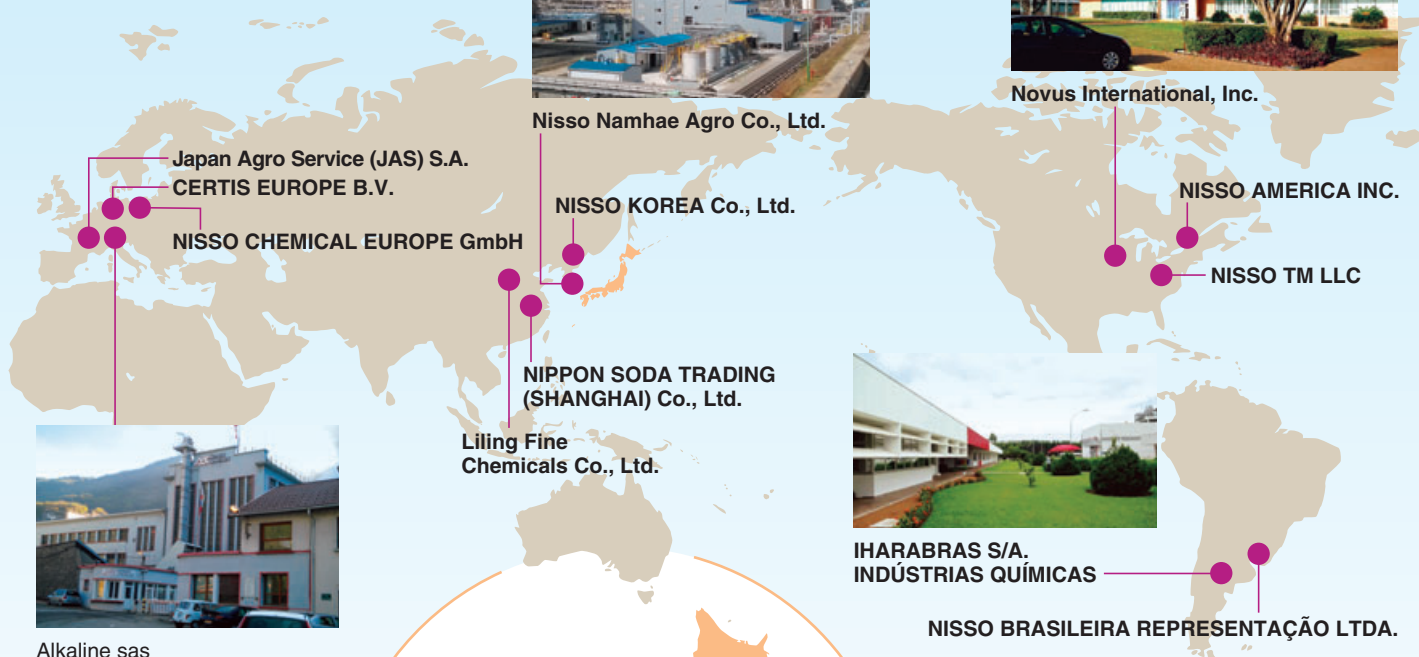 Novus International, Inc.
Nisso Namhae Agro Co., Ltd.
Japan Agro Service (JAS) S.A.
CERTIS EUROPE B.V.
NISSO AMERICA INC.
NISSO KOREA Co., Ltd.
NISSO CHEMICAL EUROPE GmbH
NISSO TM LLC
NIPPON SODA TRADING
(SHANGHAI) Co., Ltd.
Liling Fine
Chemicals Co., Ltd.
IHARABRAS S/A.
INDÚSTRIAS QUÍMICAS
NISSO BRASILEIRA REPRESENTAÇÃO LTDA.
Alkaline sas